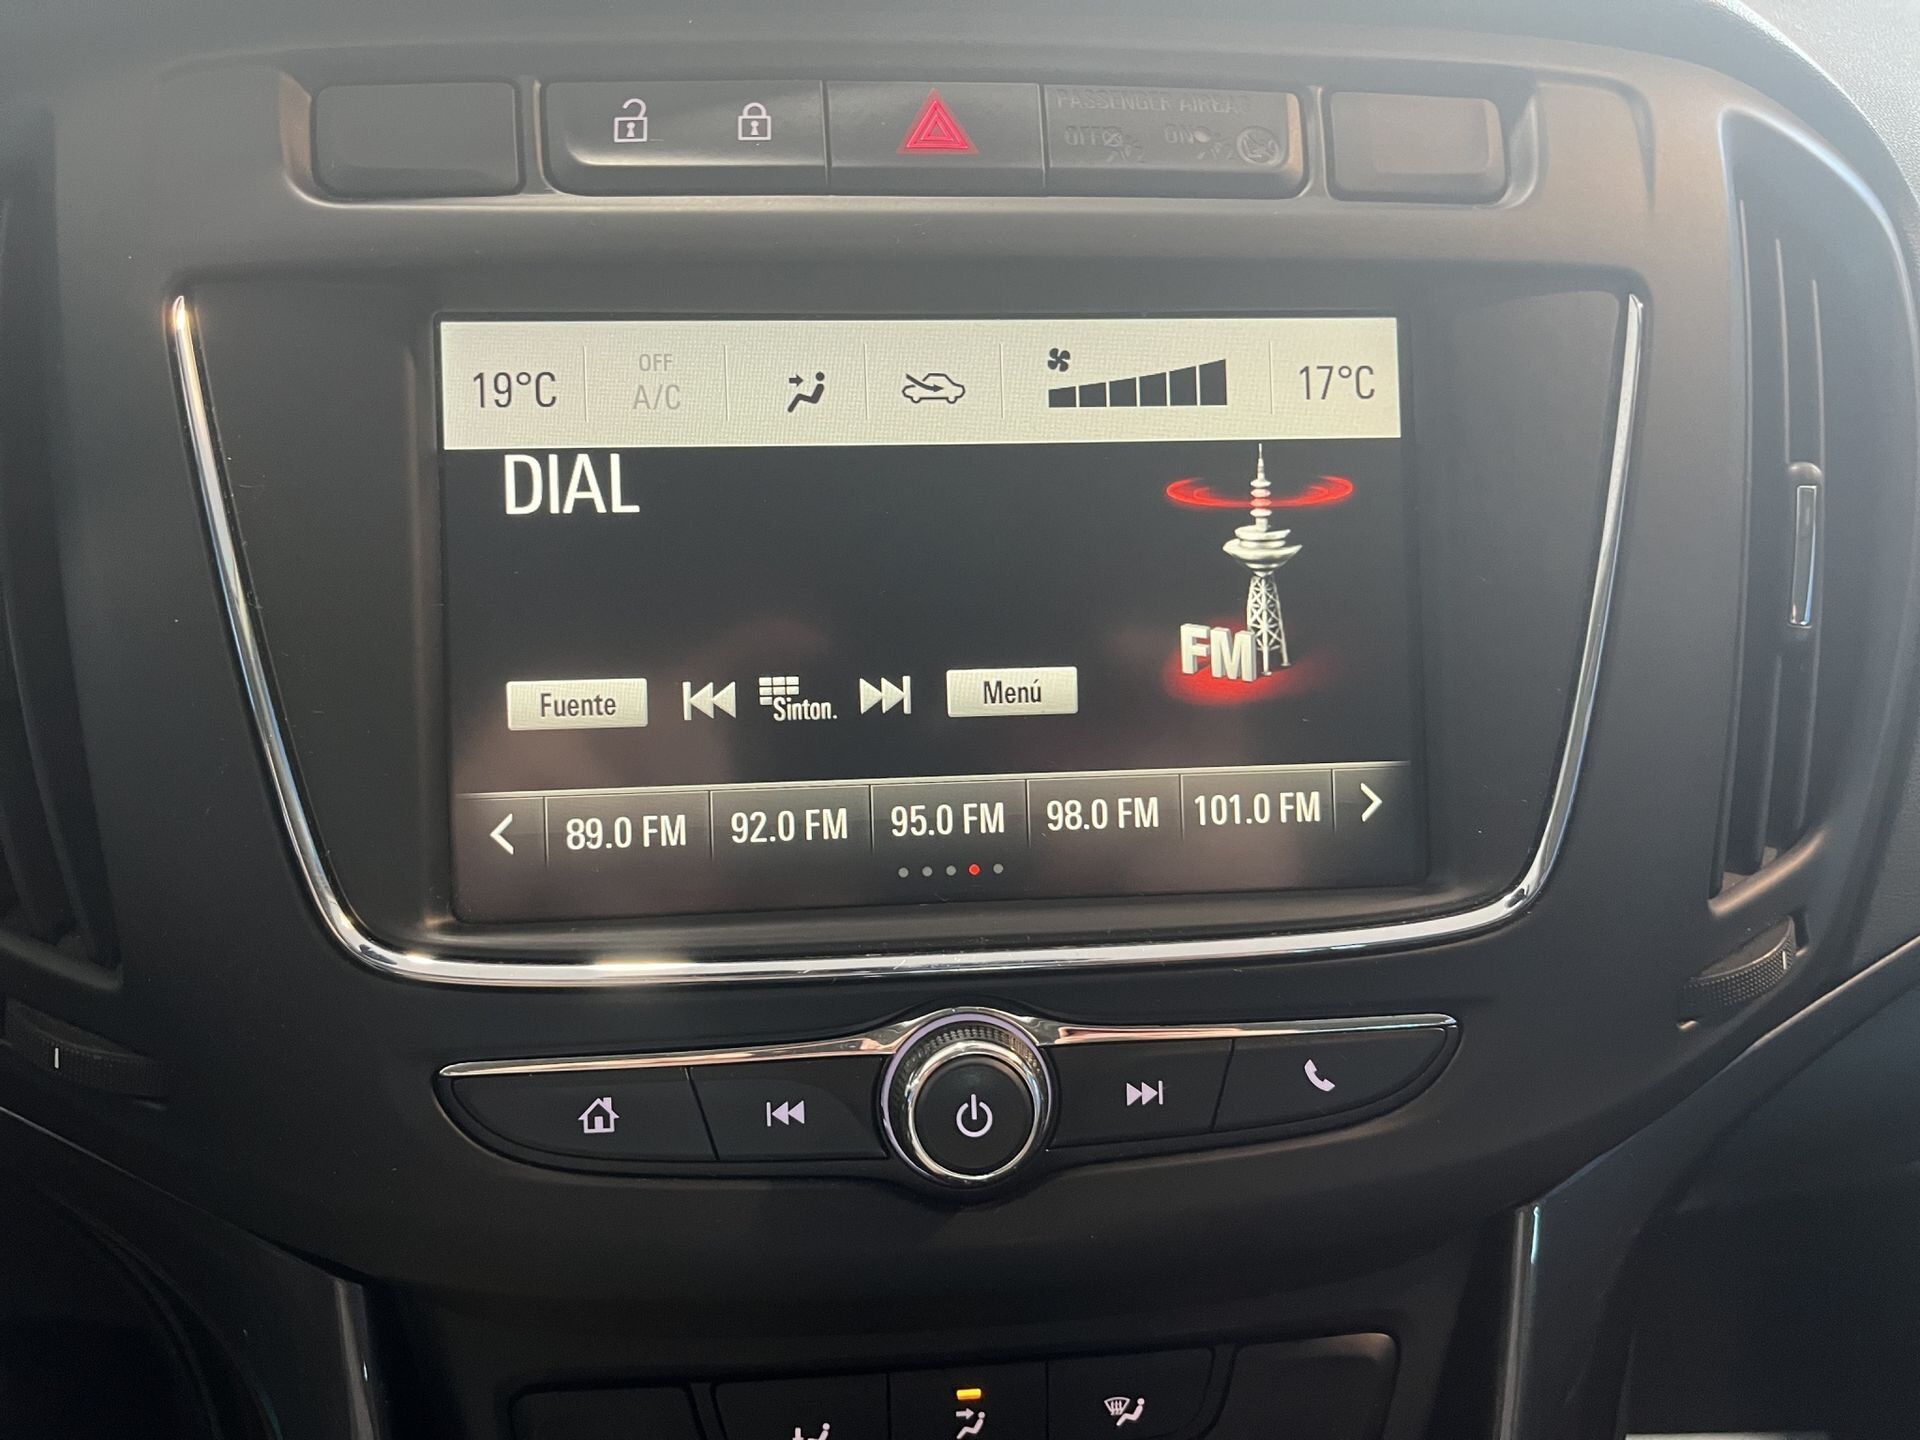 PASSENGER AIRBAG
OFF ON
19°C OFF A/C 17°C
DIAL
FM
Fuente Sinton. Menú
89.0 FM 92.0 FM 95.0 FM 98.0 FM 101.0 FM